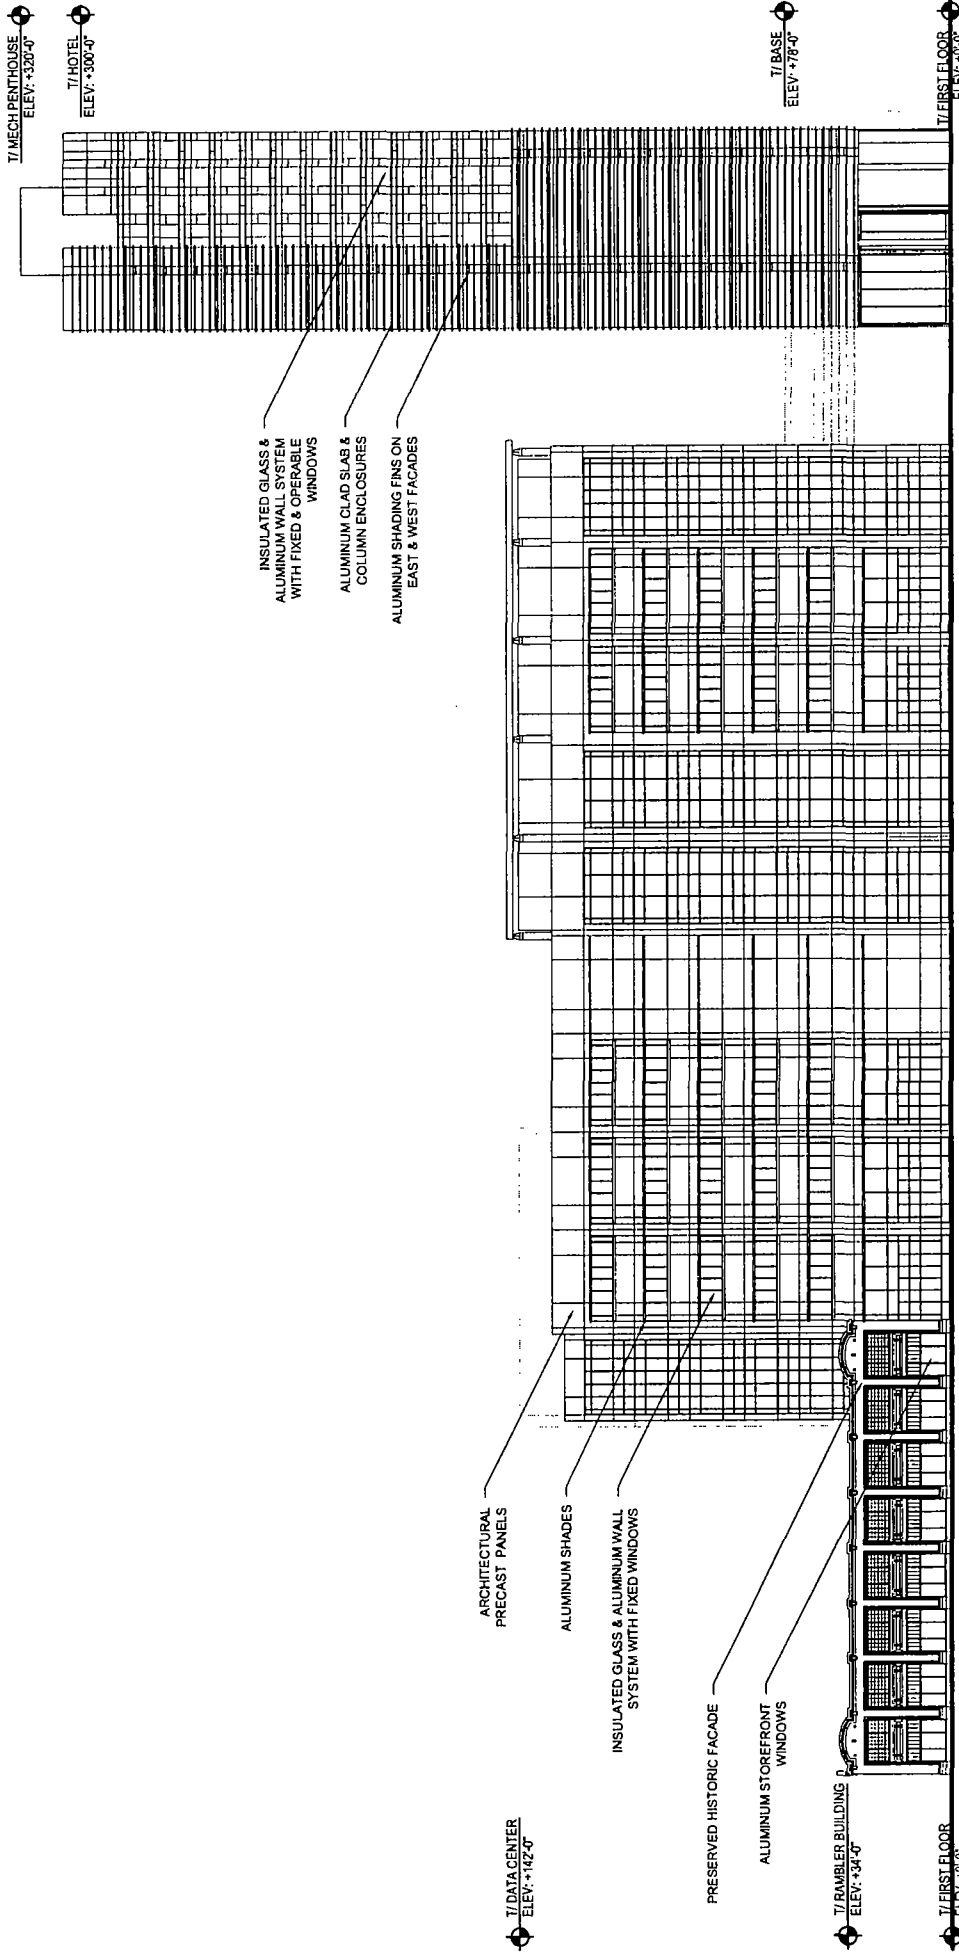 T/ MECH PENTHOUSE
ELEV: +320'-0"
T/ HOTEL
ELEV: +300'-0"
T/ BASE
ELEV: +78'-0"
T/ FIRST FLOOR
INSULATED GLASS &
ALUMINUM WALL SYSTEM
WITH FIXED & OPERABLE
WINDOWS
ALUMINUM CLAD SLAB &
COLUMN ENCLOSURES
ALUMINUM SHADING FINS ON
EAST & WEST FACADES
ARCHITECTURAL
PRECAST PANELS
ALUMINUM SHADES
INSULATED GLASS & ALUMINUM WALL
SYSTEM WITH FIXED WINDOWS
PRESERVED HISTORIC FACADE
ALUMINUM STOREFRONT
WINDOWS
T/ DATA CENTER
ELEV: +142'-0"
T/ RAMBLER BUILDING
ELEV: +34'-0"
T/ FIRST FLOOR